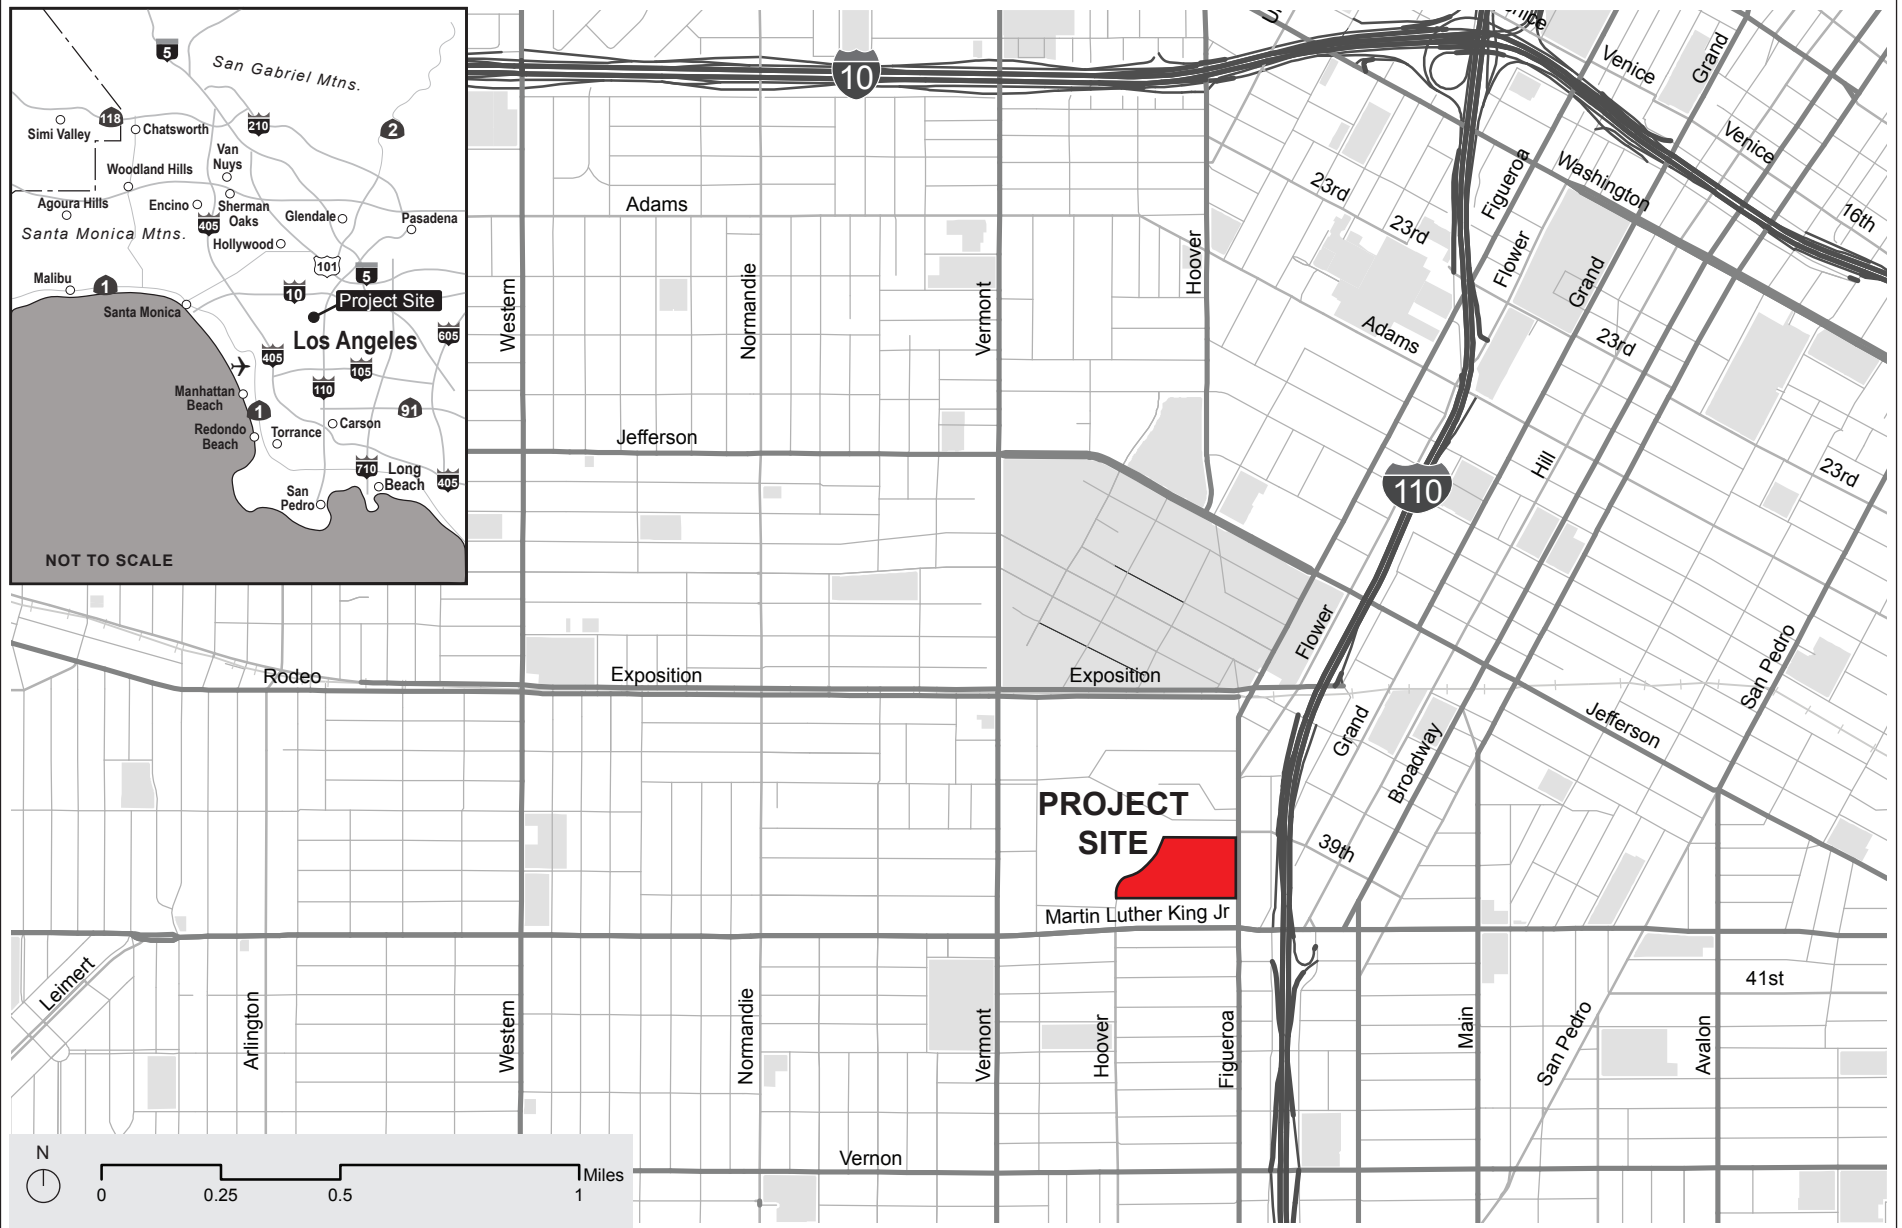 5
San Gabriel Mtns.
118
Simi Valley
Chatsworth
210
2
Van
Nuys
Woodland Hills
Agoura Hills
Encino
Sherman
Oaks
405
Glendale
Pasadena
Santa Monica Mtns.
Hollywood
101
5
Malibu
1
10
Project Site
Santa Monica
Los Angeles
605
405
105
110
Manhattan
Beach
1
91
Redondo
Beach
Torrance
Carson
710
Long
Beach
405
San
Pedro
NOT TO SCALE
10
Venice
Grand
Venice
Venice
Washington
16th
Figueroa
23rd
23rd
Adams
Hoover
Flower
Grand
Western
Normandie
Vermont
Adams
23rd
Jefferson
110
Hill
23rd
Flower
San Pedro
Rodeo
Exposition
Exposition
Grand
Broadway
Jefferson
PROJECT
SITE
39th
Martin Luther King Jr
Leimert
41st
Arlington
Western
Normandie
Vermont
Hoover
Figueroa
Main
San Pedro
Avalon
Vernon
N
0
0.25
0.5
1
Miles